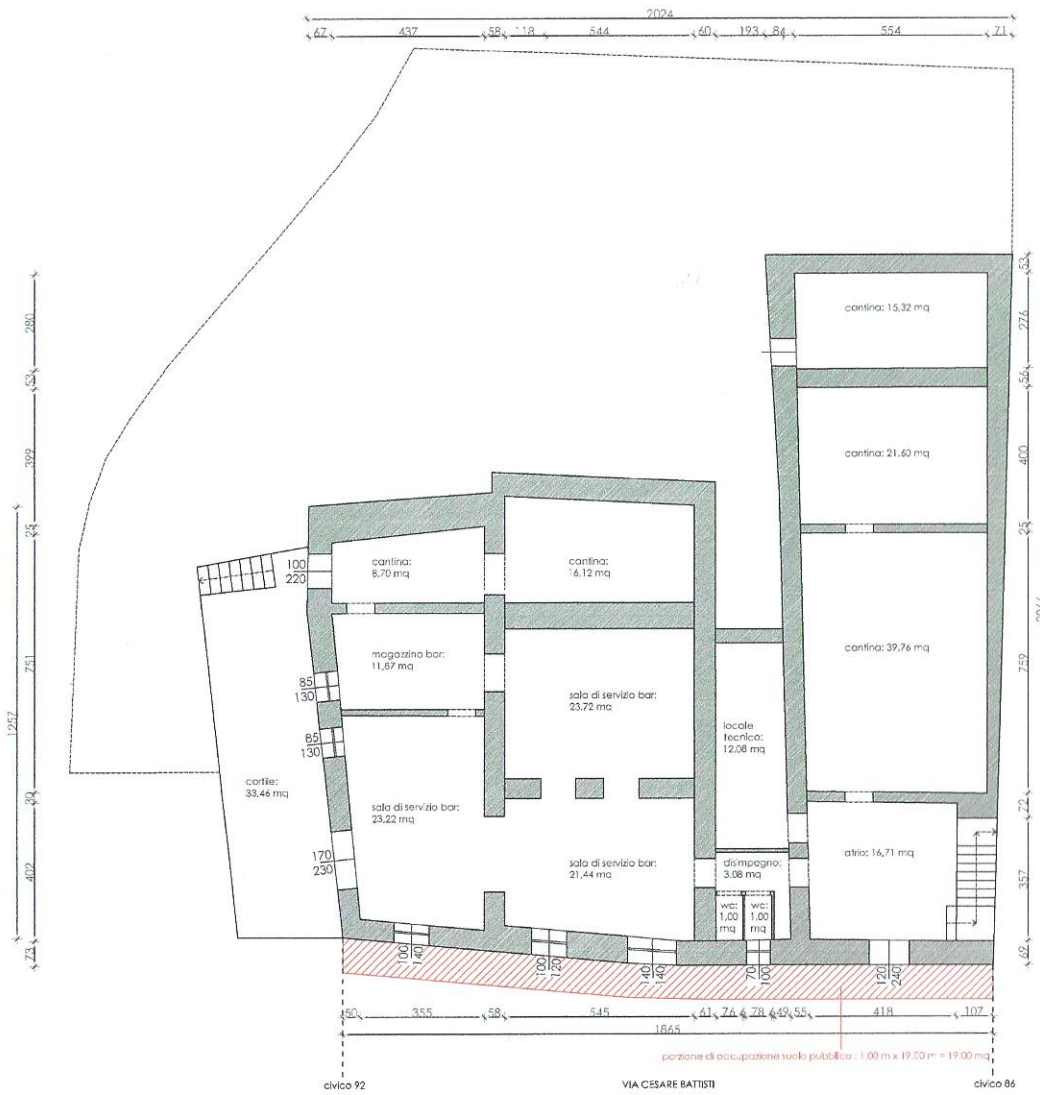 2024
67 437 58 118 544 60 193 84 554 71
53
276
56
400
25
759
72
357
62
280
53
399
25
751
30
402
73
1257
cantina: 15,32 mq
cantina: 21,60 mq
cantina: 39,76 mq
cantina:
8,70 mq
cantina:
16,12 mq
100
220
magazzino bar:
11,87 mq
85
130
85
130
sala di servizio bar:
23,72 mq
locale
tecnico:
12,08 mq
cortile:
33,46 mq
sala di servizio bar:
23,22 mq
170
230
sala di servizio bar:
21,44 mq
disimpegno:
3,08 mq
atrio: 16,71 mq
wc:
1,00
mq
wc:
1,00
mq
100
140
100
120
140
140
70
100
120
240
50 355 58 545 61 76 78 49 55 418 107
1865
porzione di occupazione suolo pubblico : 1,00 m x 19,00 m = 19,00 mq
civico 92 VIA CESARE BATTISTI civico 86